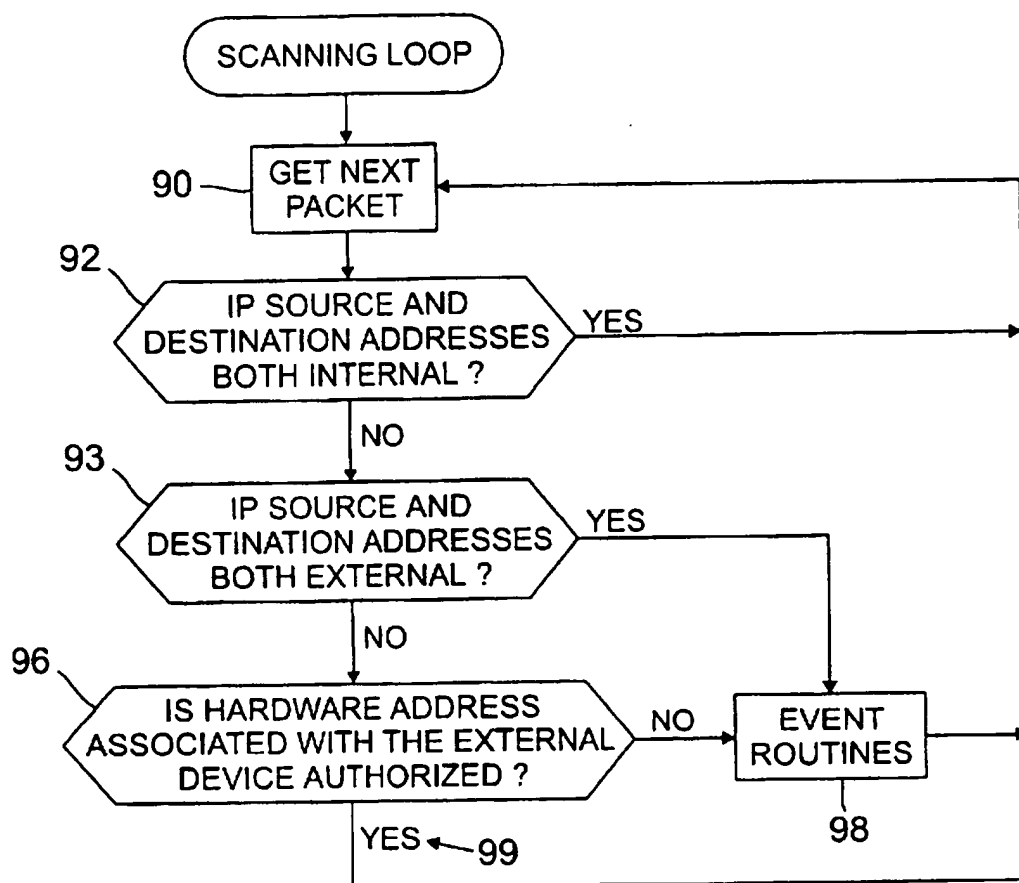 SCANNING LOOP
90
GET NEXT
PACKET
92
IP SOURCE AND
DESTINATION ADDRESSES
BOTH INTERNAL ?
YES
NO
93
IP SOURCE AND
DESTINATION ADDRESSES
BOTH EXTERNAL ?
YES
NO
96
IS HARDWARE ADDRESS
ASSOCIATED WITH THE EXTERNAL
DEVICE AUTHORIZED ?
NO
EVENT
ROUTINES
98
YES
99